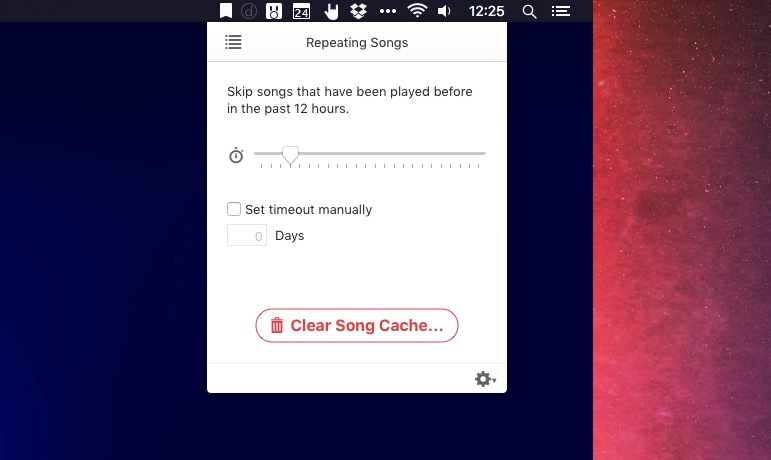 24
12:25
Repeating Songs
Skip songs that have been played before
in the past 12 hours.
Set timeout manually
0 Days
Clear Song Cache...